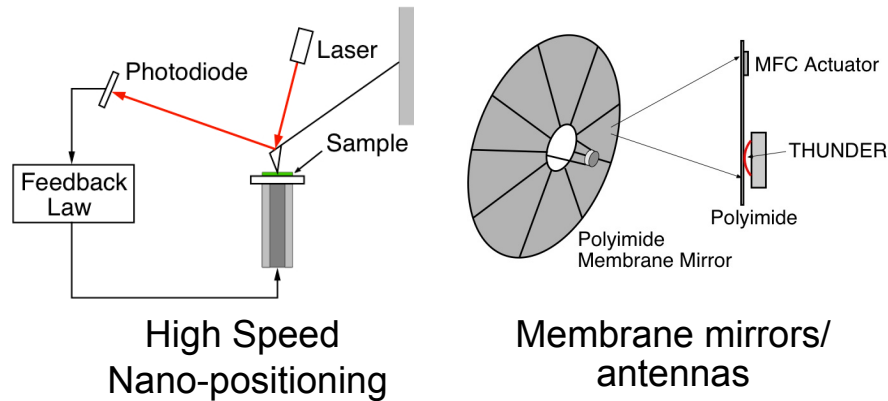 Laser
Photodiode
Sample
Feedback
Law
High Speed
Nano-positioning
MFC Actuator
THUNDER
Polyimide
Polyimide
Membrane Mirror
Membrane mirrors/
antennas